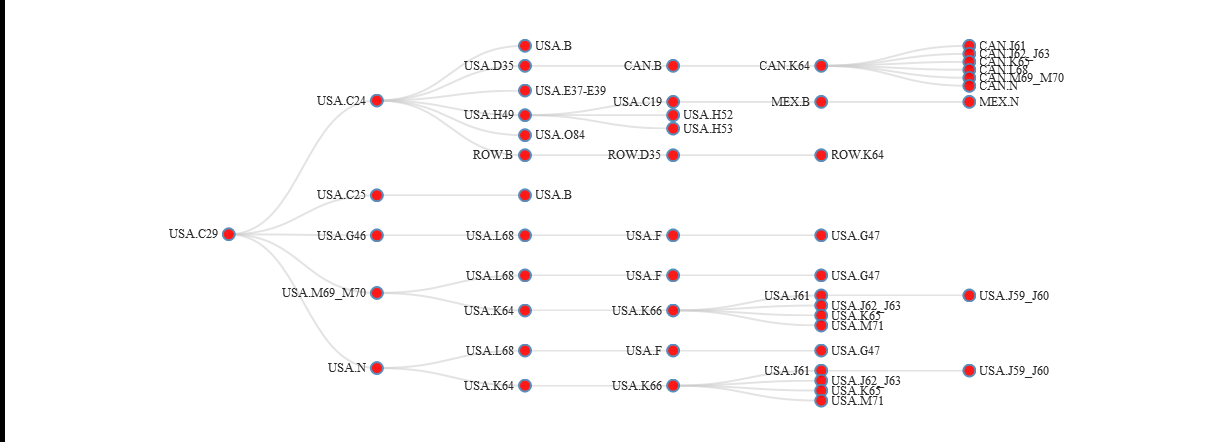 USA.B
CAN.J61
CAN.J62_J63
USA.D35 CAN.B CAN.K64 CAN.K65
CAN.L68
CAN.M69_M70
CAN.N
USA.E37-E39
USA.C24
USA.C19 MEX.B MEX.N
USA.H49 USA.H52
USA.H53
USA.O84
ROW.B ROW.D35 ROW.K64
USA.C25 USA.B
USA.C29
USA.G46 USA.L68 USA.F USA.G47
USA.L68 USA.F USA.G47
USA.M69_M70
USA.J61 USA.J59_J60
USA.J62_J63
USA.K64 USA.K66
USA.K65
USA.M71
USA.L68 USA.F USA.G47
USA.N
USA.J61 USA.J59_J60
USA.J62_J63
USA.K64 USA.K66
USA.K65
USA.M71